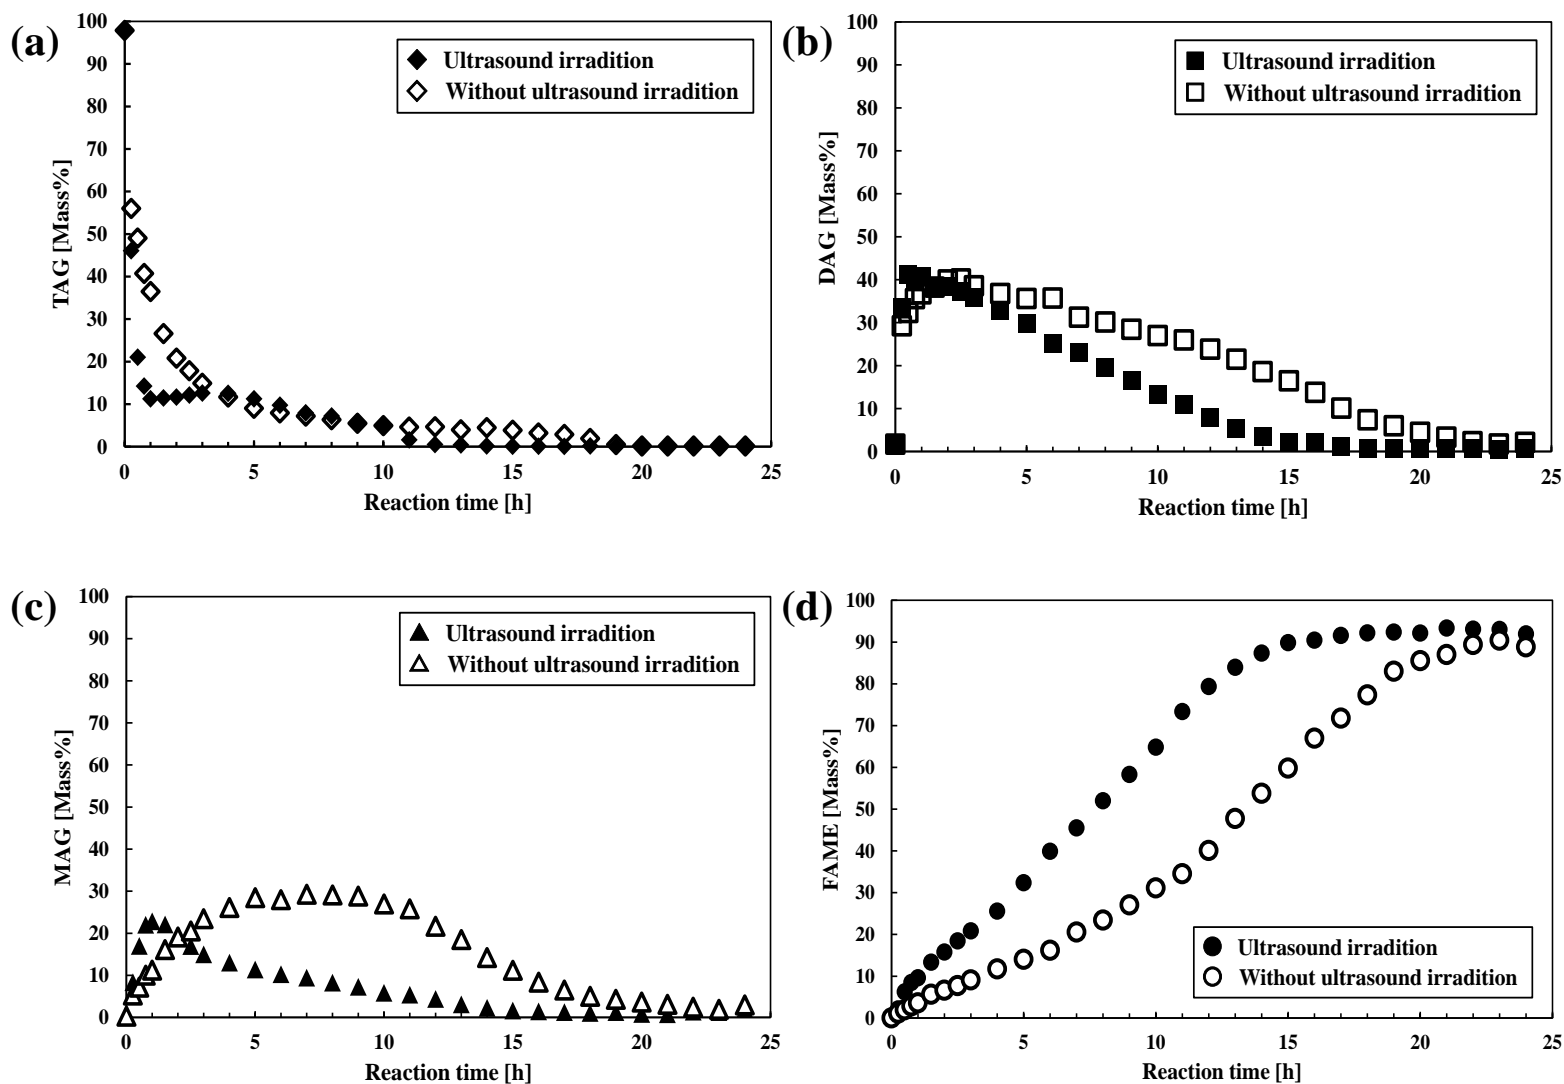 (a)
TAG [Mass%]
100
90
80
70
60
50
40
30
20
10
0
Ultrasound irradition
Without ultrasound irradition
0 5 10 15 20 25
Reaction time [h]
(b)
DAG [Mass%]
100
90
80
70
60
50
40
30
20
10
0
Ultrasound irradition
Without ultrasound irradition
0 5 10 15 20 25
Reaction time [h]
(c)
MAG [Mass%]
100
90
80
70
60
50
40
30
20
10
0
Ultrasound irradition
Without ultrasound irradition
0 5 10 15 20 25
Reaction time [h]
(d)
FAME [Mass%]
100
90
80
70
60
50
40
30
20
10
0
Ultrasound irradition
Without ultrasound irradition
0 5 10 15 20 25
Reaction time [h]